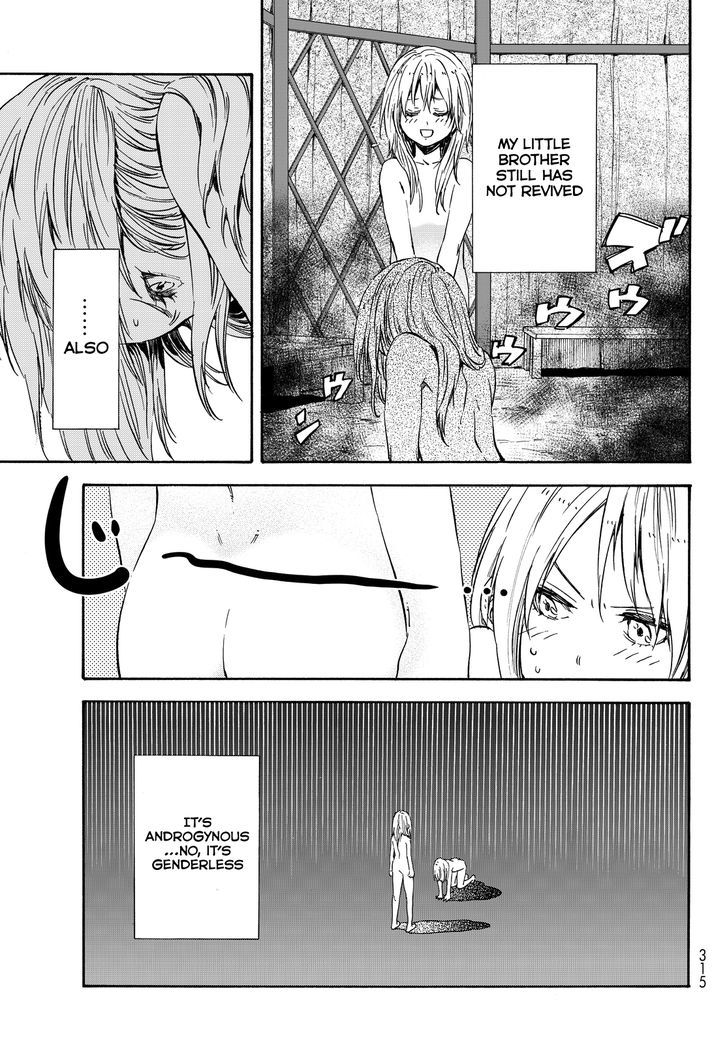 MY LITTLE
BROTHER
STILL HAS
NOT REVIVED
ズ
ウ
ウ
ウ
ン
........
ALSO
じー
...
IT'S
ANDROGYNOUS
...NO, IT'S
GENDERLESS
315